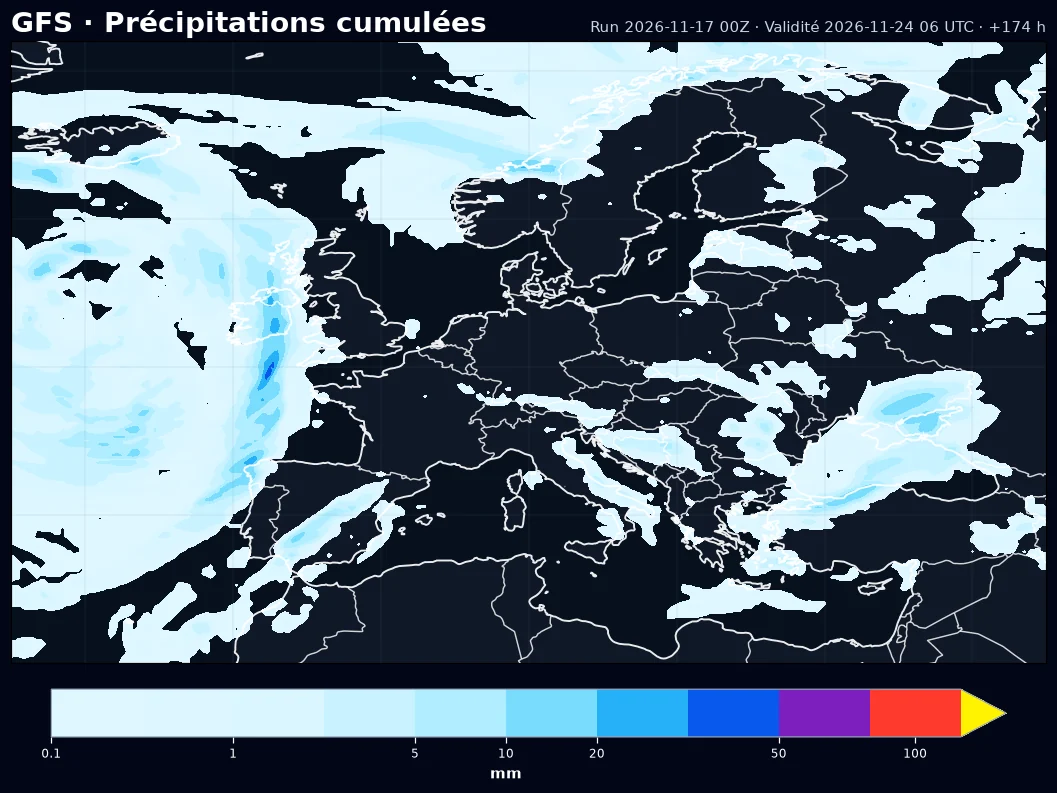 GFS · Précipitations cumulées
Run 2026-11-17 00Z · Validité 2026-11-24 06 UTC · +174 h
0.1 1 5 10 20 50 100
mm